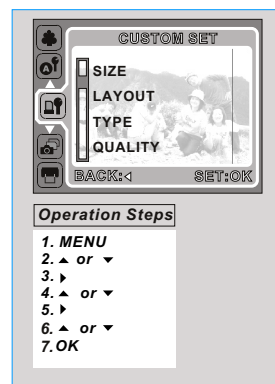 CUSTOM SET
SIZE
LAYOUT
TYPE
QUALITY
BACK:◁ SET:OK
Operation Steps
1. MENU
2. ▲ or ▼
3. ▶
4. ▲ or ▼
5. ▶
6. ▲ or ▼
7. OK